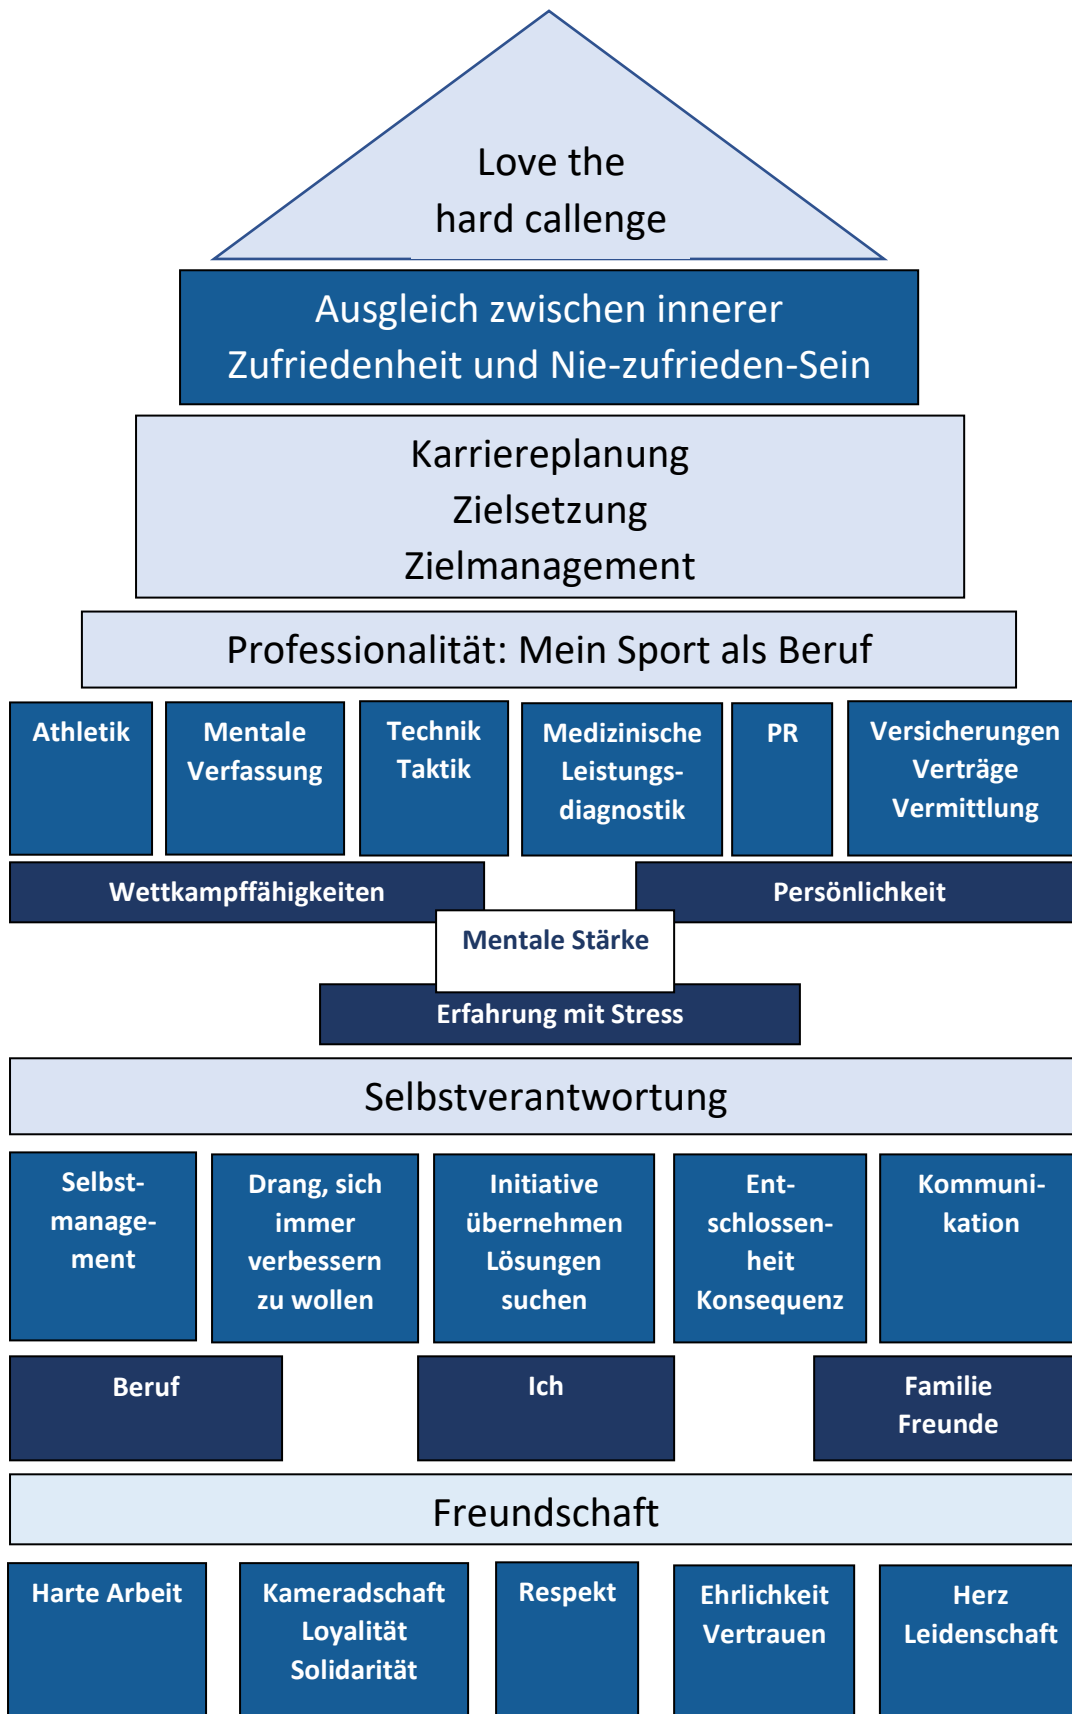 Love the
hard callenge
Ausgleich zwischen innerer
Zufriedenheit und Nie-zufrieden-Sein
Karriereplanung
Zielsetzung
Zielmanagement
Professionalität: Mein Sport als Beruf
Athletik
Mentale
Verfassung
Technik
Taktik
Medizinische
Leistungs-
diagnostik
PR
Versicherungen
Verträge
Vermittlung
Wettkampffähigkeiten
Persönlichkeit
Mentale Stärke
Erfahrung mit Stress
Selbstverantwortung
Selbst-
manage-
ment
Drang, sich
immer
verbessern
zu wollen
Initiative
übernehmen
Lösungen
suchen
Ent-
schlossen-
heit
Konsequenz
Kommuni-
kation
Beruf
Ich
Familie
Freunde
Freundschaft
Harte Arbeit
Kameradschaft
Loyalität
Solidarität
Respekt
Ehrlichkeit
Vertrauen
Herz
Leidenschaft